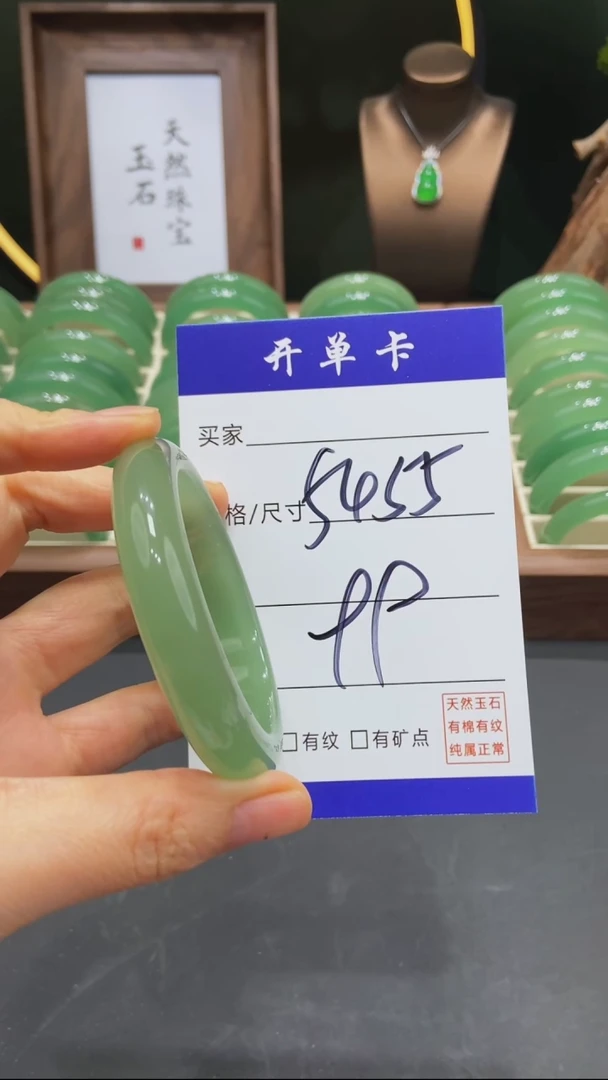 天然珠宝
玉石
开单卡
买家
格/尺寸 5455
有纹 有矿点
天然玉石
有棉有纹
纯属正常